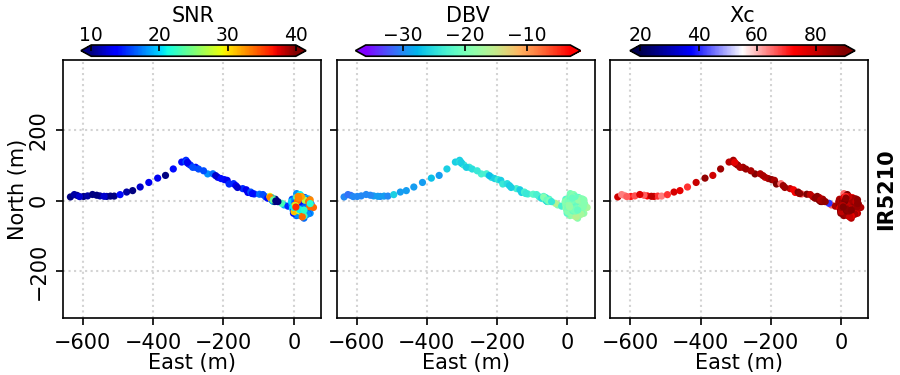 SNR DBV Xc
10 20 30 40 −30 −20 −10 20 40 60 80
North (m)
200
0
−200
IR5210
−600 −400 −200 0 −600 −400 −200 0 −600 −400 −200 0
East (m) East (m) East (m)